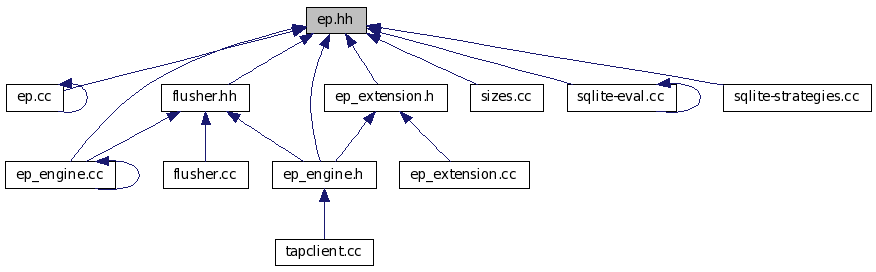 ep.hh
ep.cc
flusher.hh
ep_extension.h
sizes.cc
sqlite-eval.cc
sqlite-strategies.cc
ep_engine.cc
flusher.cc
ep_engine.h
ep_extension.cc
tapclient.cc